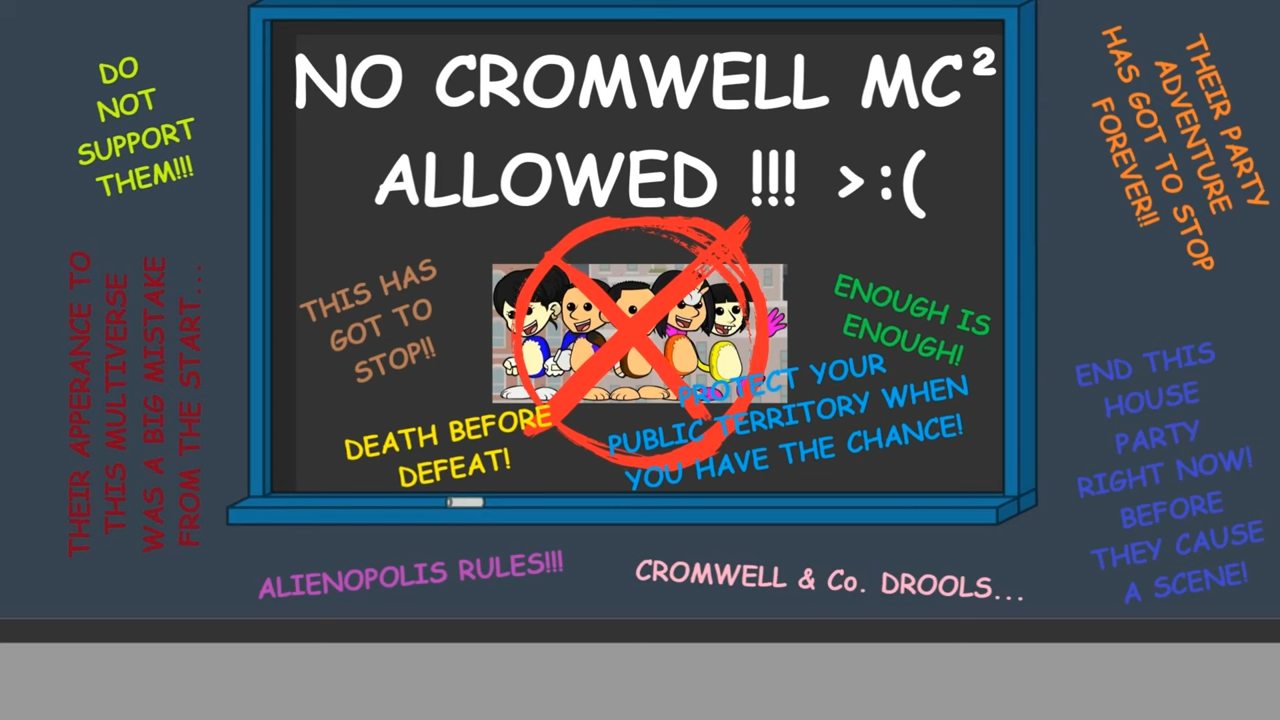 NO CROMWELL MC²
ALLOWED !!! >:(
DO
NOT
SUPPORT
THEM!!!
THEIR PARTY
ADVENTURE
HAS GOT TO STOP
FOREVER!!
THEIR APPERANCE TO
THIS MULTIVERSE
WAS A BIG MISTAKE
FROM THE START...
THIS HAS
GOT TO
STOP!!
ENOUGH IS
ENOUGH!
DEATH BEFORE
DEFEAT!
PROTECT YOUR
PUBLIC TERRITORY WHEN
YOU HAVE THE CHANCE!
END THIS
HOUSE
PARTY
RIGHT NOW!
BEFORE
THEY CAUSE
A SCENE!
ALIENOPOLIS RULES!!!
CROMWELL & Co. DROOLS...